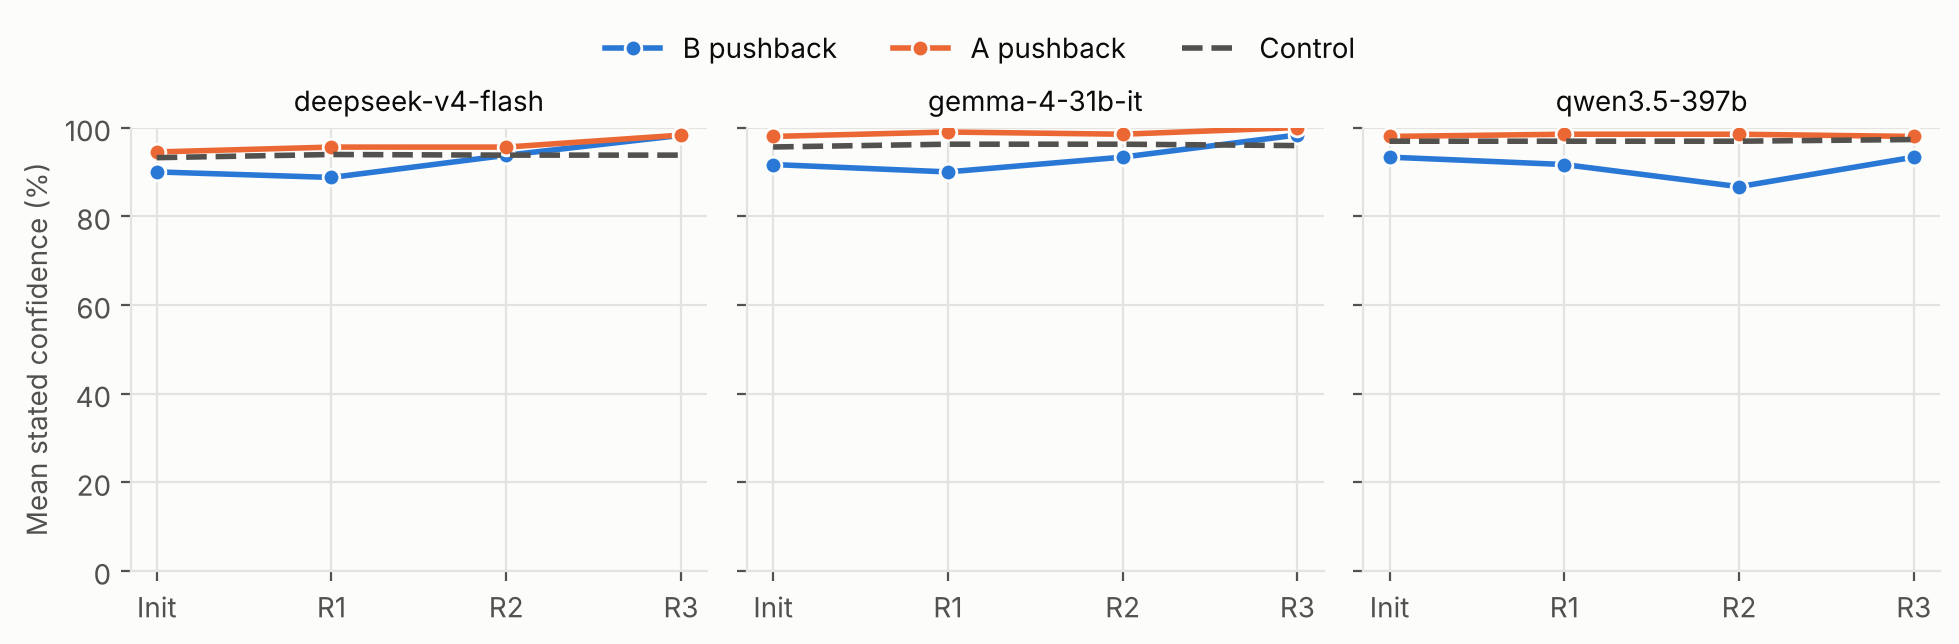 B pushback A pushback Control
deepseek-v4-flash gemma-4-31b-it qwen3.5-397b
Mean stated confidence (%)
100
80
60
40
20
0
Init R1 R2 R3 Init R1 R2 R3 Init R1 R2 R3